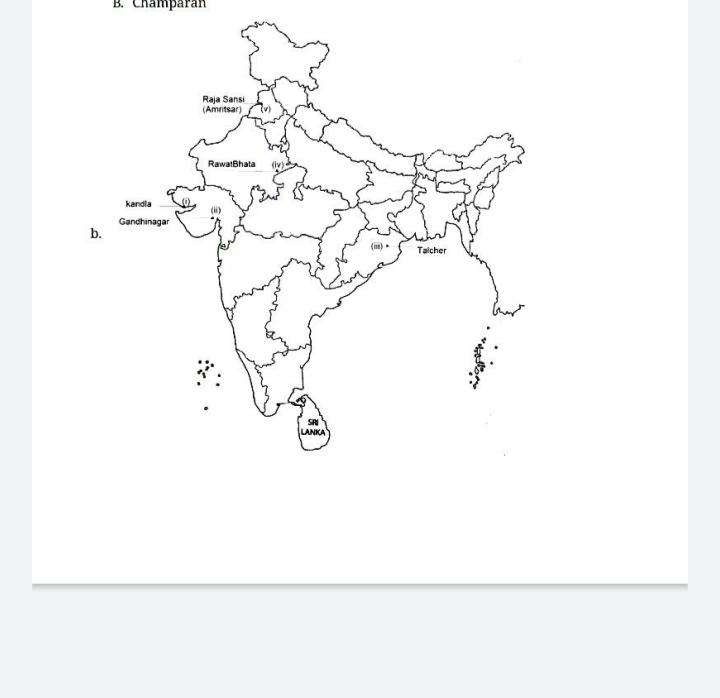 B. Champaran
Raja Sansi
(Amritsar) (v)
RawatBhata (iv)
kandla (i)
(ii)
Gandhinagar
b.
(iii)
Talcher
SRI
LANKA